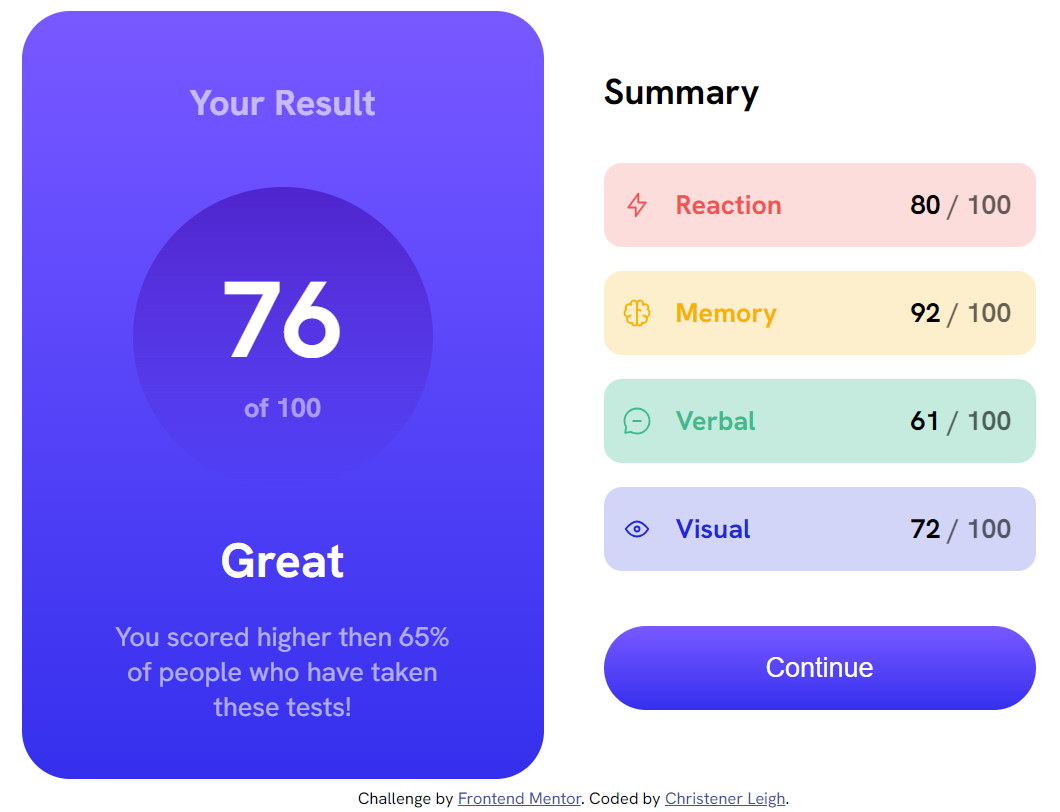 Your Result
76
of 100
Great
You scored higher then 65%
of people who have taken
these tests!
Summary
Reaction 80 / 100
Memory 92 / 100
Verbal 61 / 100
Visual 72 / 100
Continue
Challenge by Frontend Mentor. Coded by Christener Leigh.